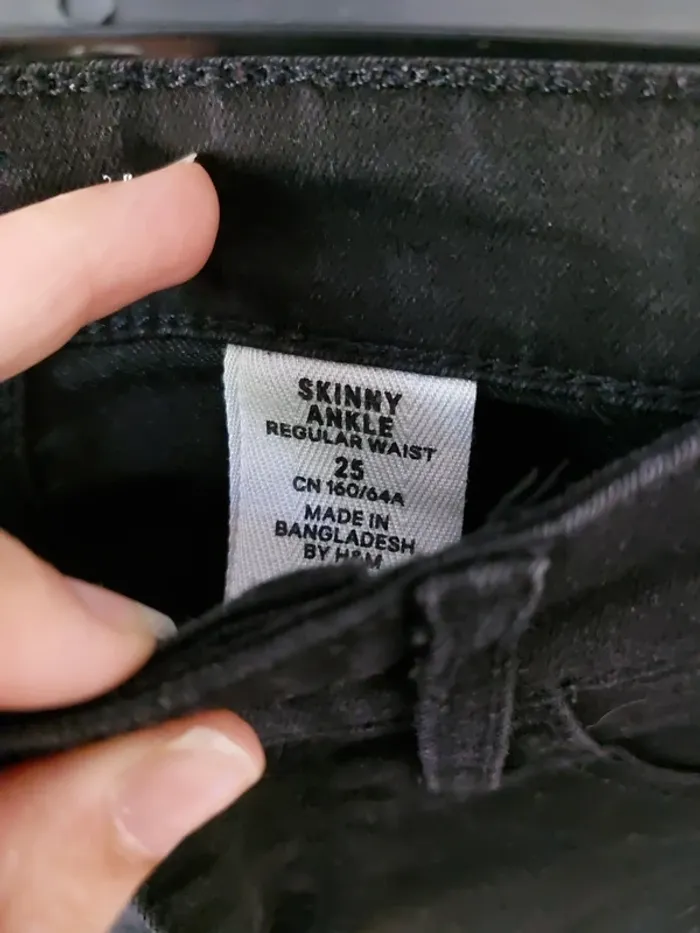 SKINNY
ANKLE
REGULAR WAIST
25
CN 160/64A
MADE IN
BANGLADESH
BY H&M